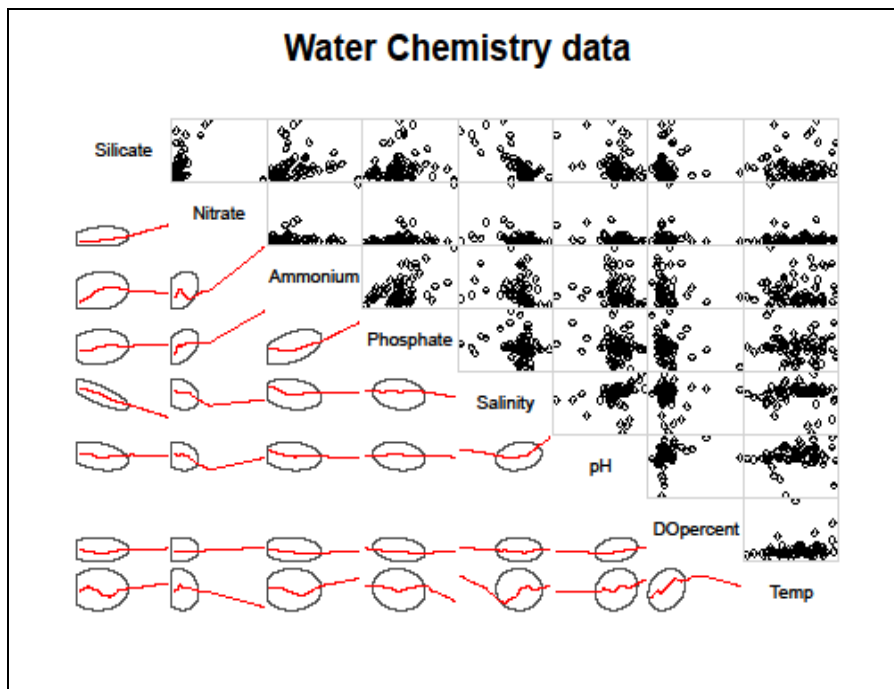 Water Chemistry data
Silicate
Nitrate
Ammonium
Phosphate
Salinity
pH
DOpercent
Temp